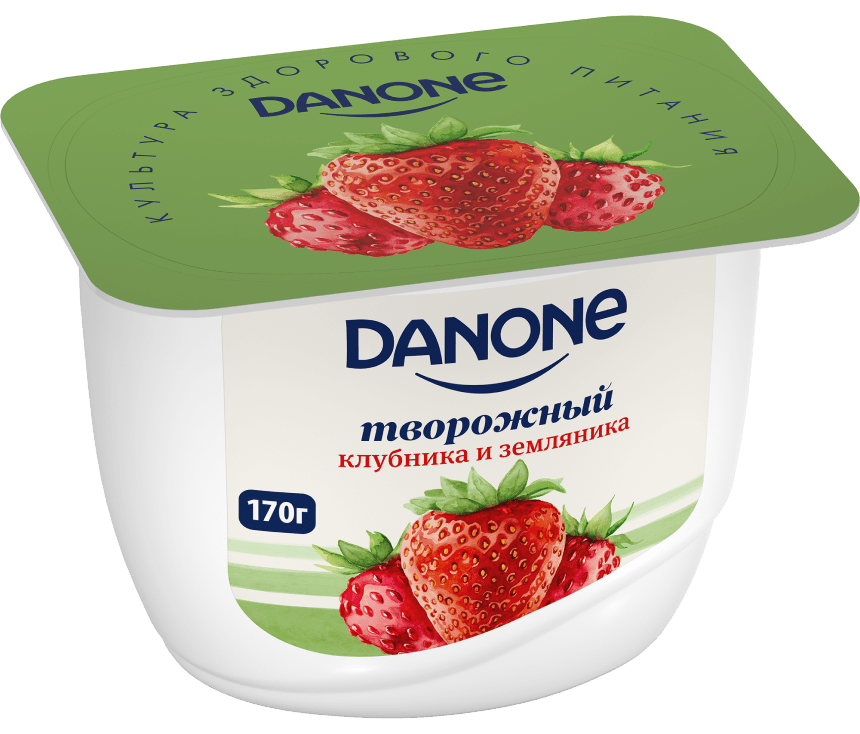 КУЛЬТУРА ЗДОРОВОГО ПИТАНИЯ
DANONE
DANONE
творожный
клубника и земляника
170г